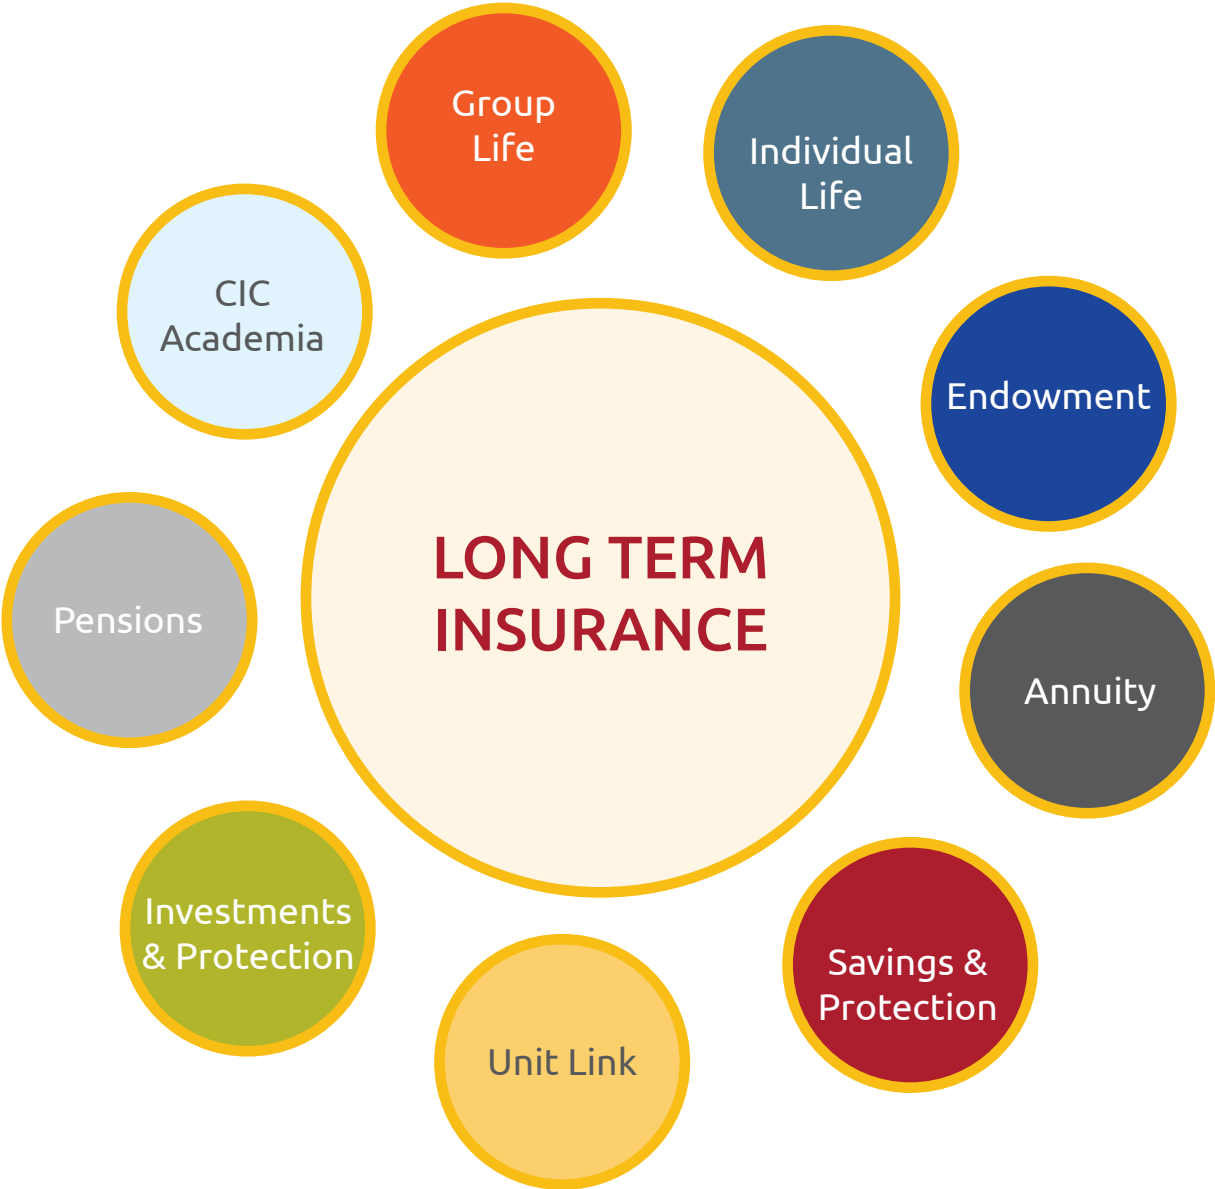 Group
Life
Individual
Life
CIC
Academia
Endowment
LONG TERM
INSURANCE
Pensions
Annuity
Investments
& Protection
Savings &
Protection
Unit Link